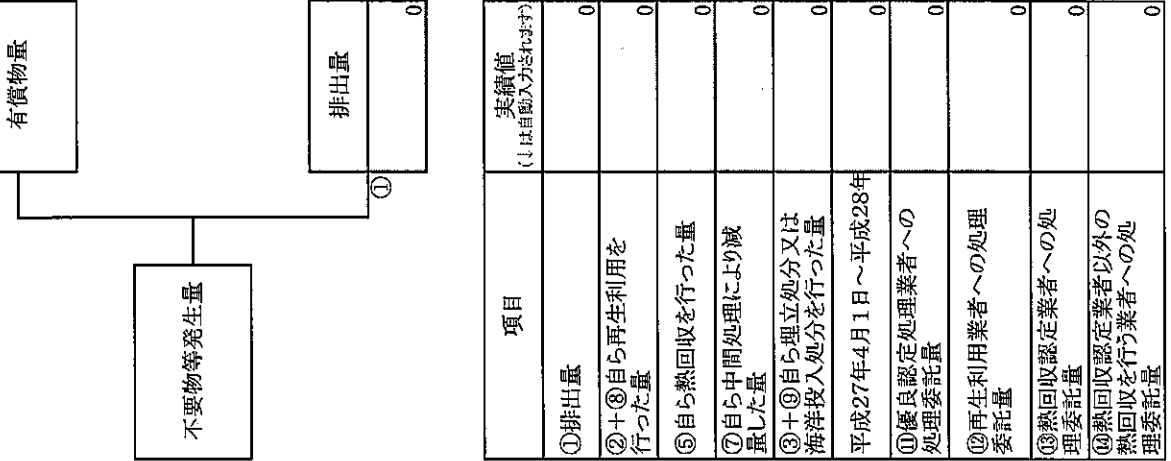 有償物量
不要物等発生量
排出量
①
0
項目
実績値
(↓は自動入力されます)
①排出量
0
②+⑧自ら再生利用を
行った量
0
⑤自ら熱回収を行った量
0
⑦自ら中間処理により減
量した量
0
③+⑨自ら埋立処分又は
海洋投入処分を行った量
0
平成27年4月1日～平成28年
0
⑪優良認定処理業者への
処理委託量
0
⑫再生利用業者への処理
委託量
0
⑬熱回収認定業者への処
理委託量
0
⑭熱回収認定業者以外の
熱回収を行う業者への処
理委託量
0